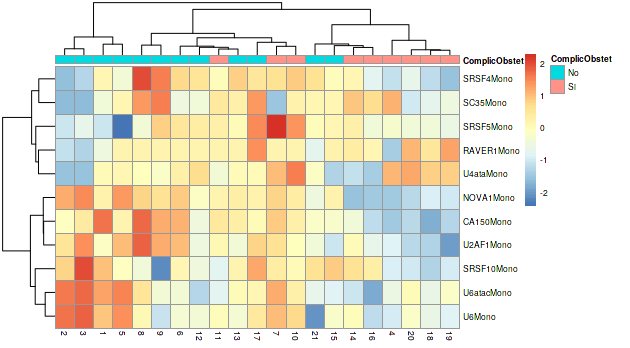 ComplicObstet
SRSF4Mono
SC35Mono
SRSF5Mono
RAVER1Mono
U4ataMono
NOVA1Mono
CA150Mono
U2AF1Mono
SRSF10Mono
U6atacMono
U6Mono
2 3 1 5 8 9 6 12 11 13 17 7 10 21 15 14 16 4 20 18 19
2
1
0
-1
-2
ComplicObstet
No
Si